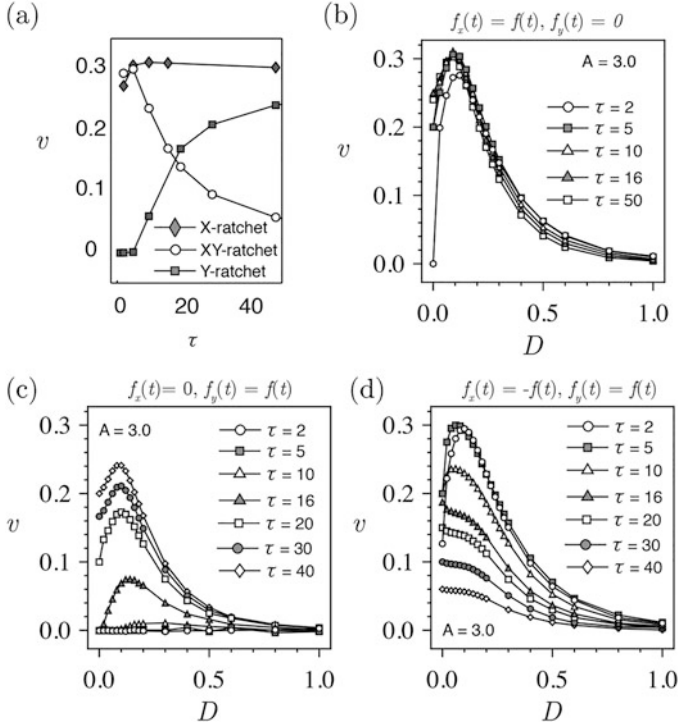 (a)
v
0.3
0.2
0.1
0
X-ratchet
XY-ratchet
Y-ratchet
0 20 40
τ
(b)
f_x(t) = f(t), f_y(t) = 0
A = 3.0
v
0.3
0.2
0.1
0.0
τ = 2
τ = 5
τ = 10
τ = 16
τ = 50
0.0 0.5 1.0
D
(c)
f_x(t)= 0, f_y(t) = f(t)
A = 3.0
v
0.3
0.2
0.1
0.0
τ = 2
τ = 5
τ = 10
τ = 16
τ = 20
τ = 30
τ = 40
0.0 0.5 1.0
D
(d)
f_x(t) = -f(t), f_y(t) = f(t)
v
0.3
0.2
0.1
0.0
τ = 2
τ = 5
τ = 10
τ = 16
τ = 20
τ = 30
τ = 40
A = 3.0
0.0 0.5 1.0
D